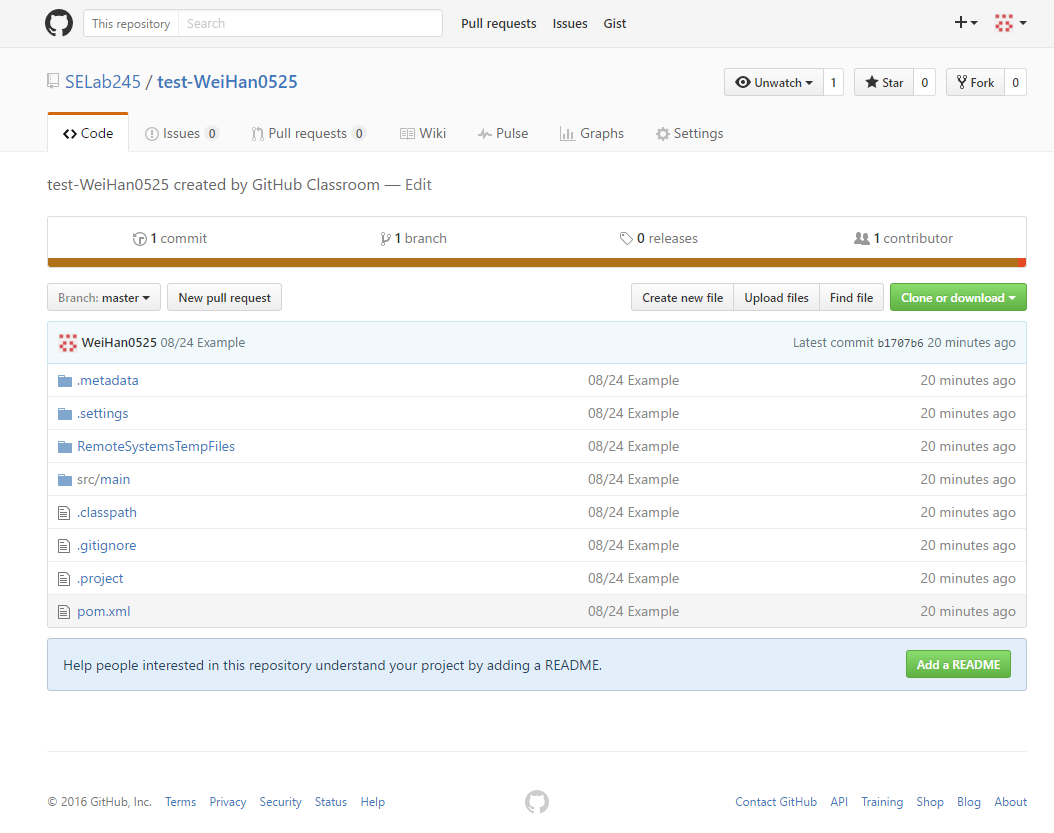 This repository Search Pull requests Issues Gist
SELab245 / test-WeiHan0525 Unwatch 1 Star 0 Fork 0
Code Issues 0 Pull requests 0 Wiki Pulse Graphs Settings
test-WeiHan0525 created by GitHub Classroom — Edit
1 commit 1 branch 0 releases 1 contributor
Branch: master New pull request Create new file Upload files Find file Clone or download
WeiHan0525 08/24 Example Latest commit b1707b6 20 minutes ago
.metadata 08/24 Example 20 minutes ago
.settings 08/24 Example 20 minutes ago
RemoteSystemsTempFiles 08/24 Example 20 minutes ago
src/main 08/24 Example 20 minutes ago
.classpath 08/24 Example 20 minutes ago
.gitignore 08/24 Example 20 minutes ago
.project 08/24 Example 20 minutes ago
pom.xml 08/24 Example 20 minutes ago
Help people interested in this repository understand your project by adding a README. Add a README
© 2016 GitHub, Inc. Terms Privacy Security Status Help Contact GitHub API Training Shop Blog About